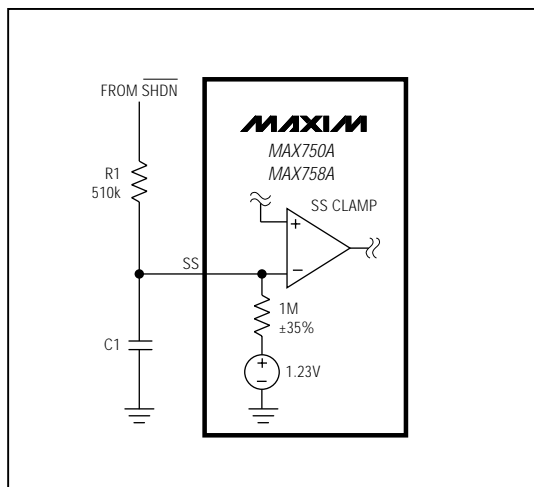 FROM SHDN
MAXIM
MAX750A
MAX758A
R1
510k
SS CLAMP
+
−
SS
1M
±35%
C1
+
−
1.23V